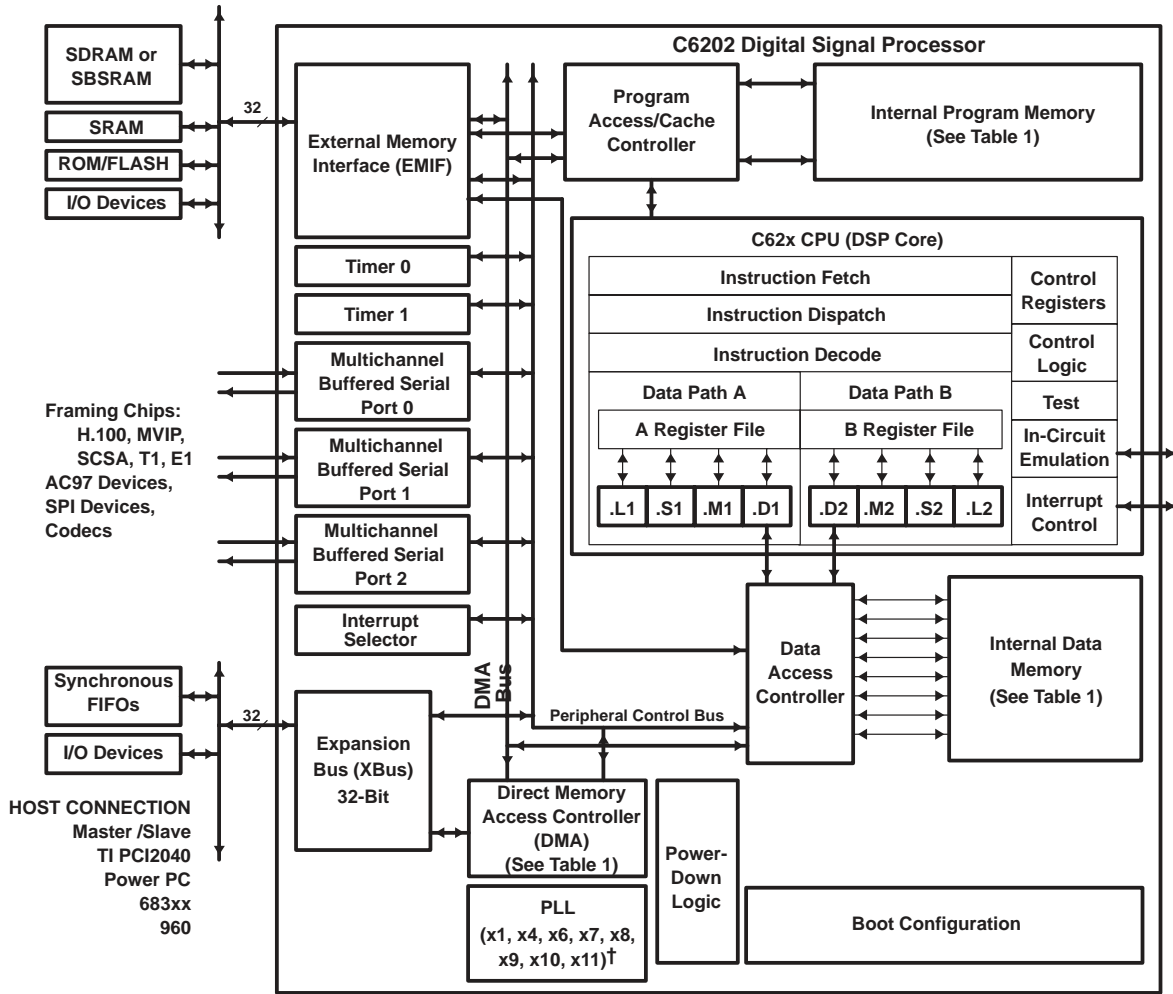 C6202 Digital Signal Processor
SDRAM or
SBSRAM
SRAM
ROM/FLASH
I/O Devices
32
External Memory
Interface (EMIF)
Program
Access/Cache
Controller
Internal Program Memory
(See Table 1)
Timer 0
Timer 1
Multichannel
Buffered Serial
Port 0
Multichannel
Buffered Serial
Port 1
Multichannel
Buffered Serial
Port 2
Interrupt
Selector
Framing Chips:
H.100, MVIP,
SCSA, T1, E1
AC97 Devices,
SPI Devices,
Codecs
C62x CPU (DSP Core)
Instruction Fetch
Instruction Dispatch
Instruction Decode
Data Path A
Data Path B
A Register File
B Register File
.L1 .S1 .M1 .D1
.D2 .M2 .S2 .L2
Control
Registers
Control
Logic
Test
In-Circuit
Emulation
Interrupt
Control
Synchronous
FIFOs
I/O Devices
32
HOST CONNECTION
Master /Slave
TI PCI2040
Power PC
683xx
960
Expansion
Bus (XBus)
32-Bit
DMA
Bus
Peripheral Control Bus
Data
Access
Controller
Internal Data
Memory
(See Table 1)
Direct Memory
Access Controller
(DMA)
(See Table 1)
PLL
(x1, x4, x6, x7, x8,
x9, x10, x11)†
Power-
Down
Logic
Boot Configuration